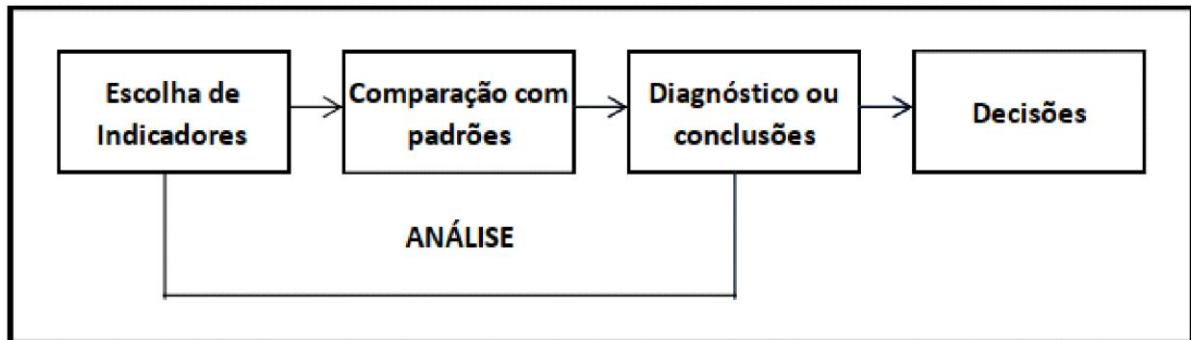 Escolha de
Indicadores
Comparação com
padrões
Diagnóstico ou
conclusões
Decisões
ANÁLISE